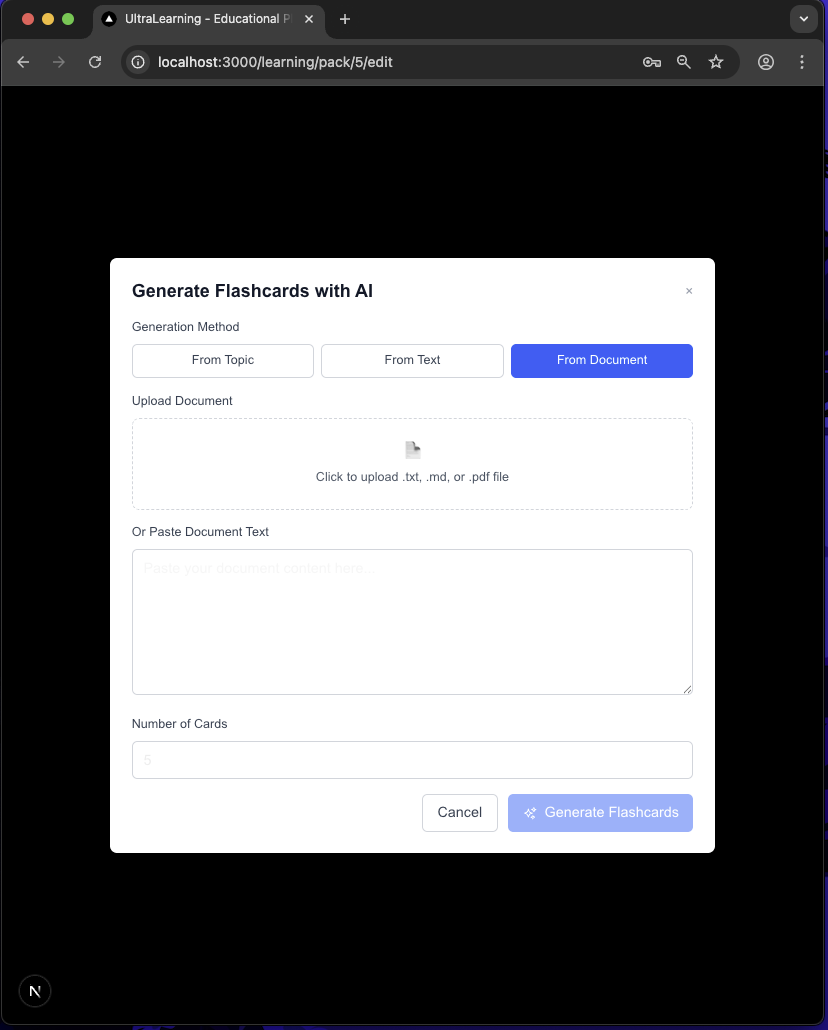 UltraLearning - Educational P
localhost:3000/learning/pack/5/edit
Generate Flashcards with AI
×
Generation Method
From Topic
From Text
From Document
Upload Document
Click to upload .txt, .md, or .pdf file
Or Paste Document Text
Paste your document content here...
Number of Cards
5
Cancel
Generate Flashcards
N